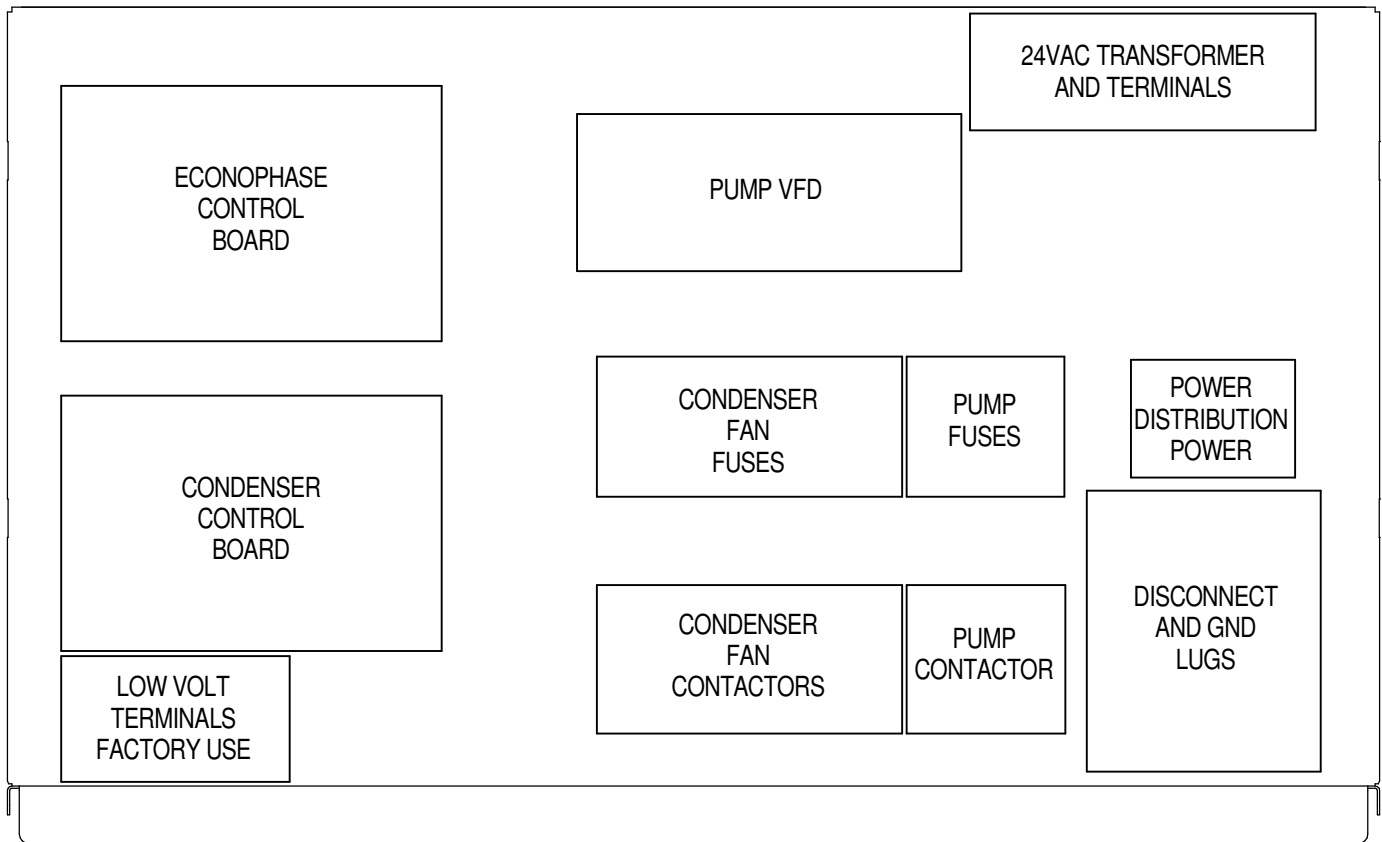 24VAC TRANSFORMER
AND TERMINALS
ECONOPHASE
CONTROL
BOARD
PUMP VFD
CONDENSER
FAN
FUSES
PUMP
FUSES
POWER
DISTRIBUTION
POWER
CONDENSER
CONTROL
BOARD
DISCONNECT
AND GND
LUGS
CONDENSER
FAN
CONTACTORS
PUMP
CONTACTOR
LOW VOLT
TERMINALS
FACTORY USE